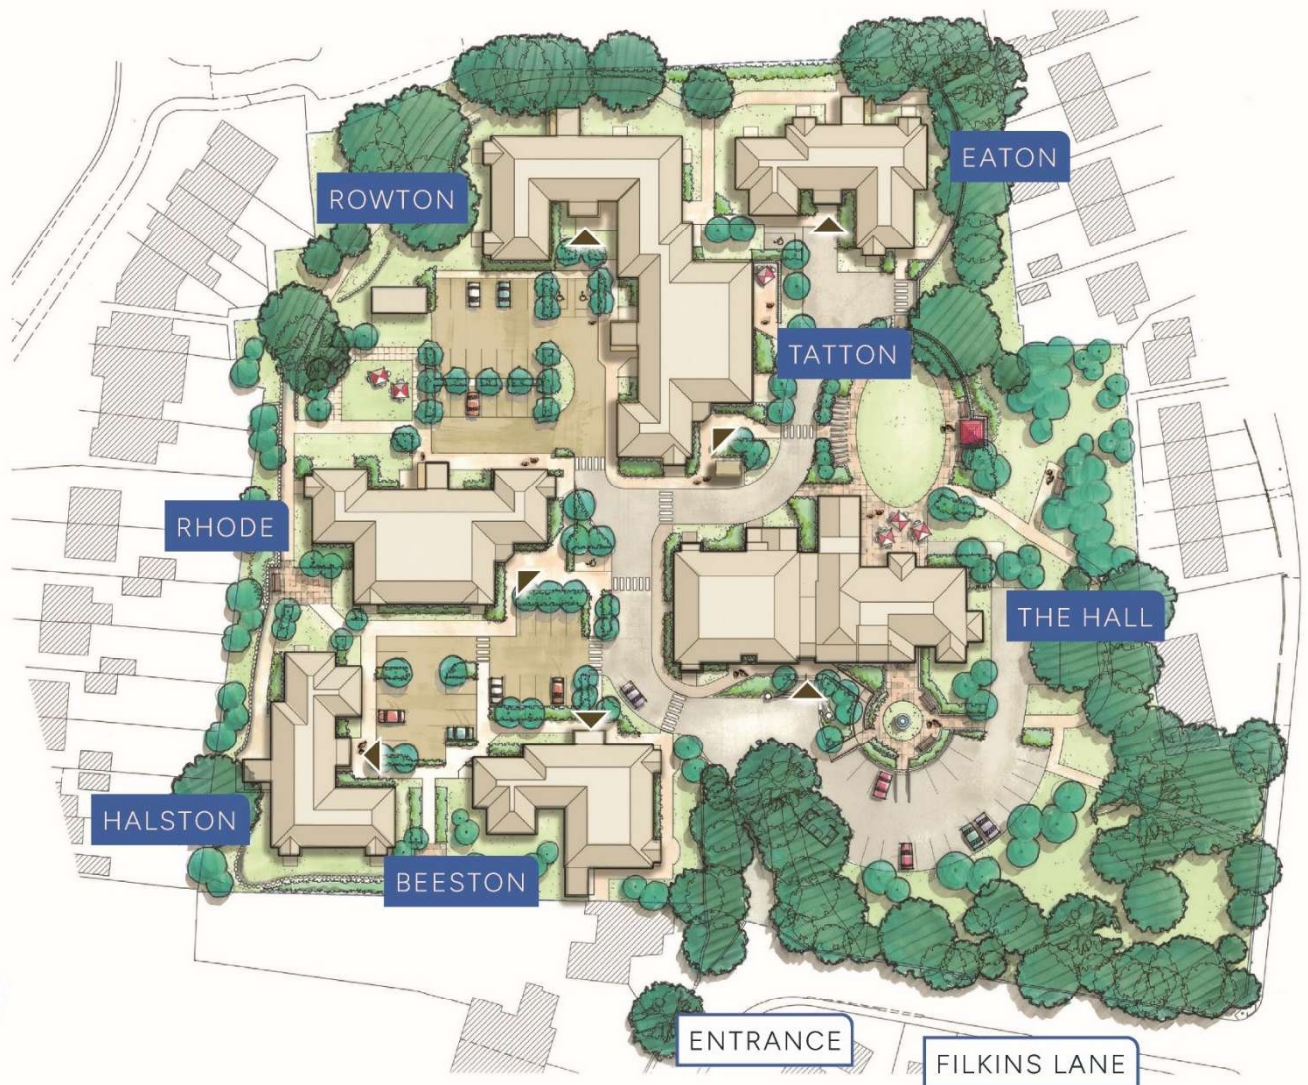 EATON
ROWTON
TATTON
RHODE
THE HALL
HALSTON
BEESTON
ENTRANCE
FILKINS LANE